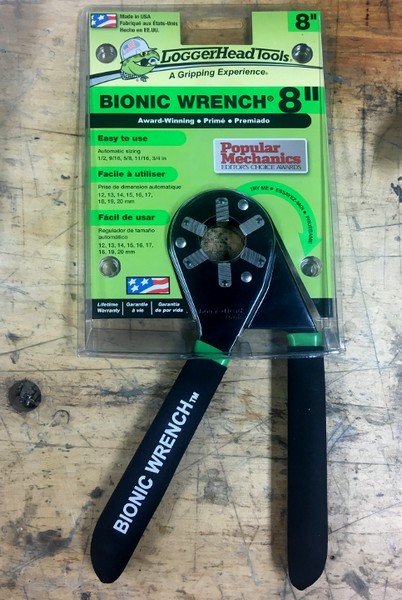 Made in USA
Fabriqué aux États-Unis
Hecho en EE.UU.
8"
LOGGERHEADTOOLS®
A Gripping Experience®
BIONIC WRENCH® 8"
Award-Winning ● Primé ● Premiado
Easy to use
Automatic sizing
1/2, 9/16, 5/8, 11/16, 3/4 in
Popular
Mechanics
EDITOR'S CHOICE AWARDS
Facile à utiliser
Prise de dimension automatique
12, 13, 14, 15, 16, 17,
18, 19, 20 mm
TRY ME ● ESSAYEZ-MOI ● PRUEBAME
Fácil de usar
Regulador de tamaño
automático
12, 13, 14, 15, 16, 17,
18, 19, 20 mm
Lifetime
Warranty
Garantie
à vie
Garantía
de por vida
BIONIC WRENCH™